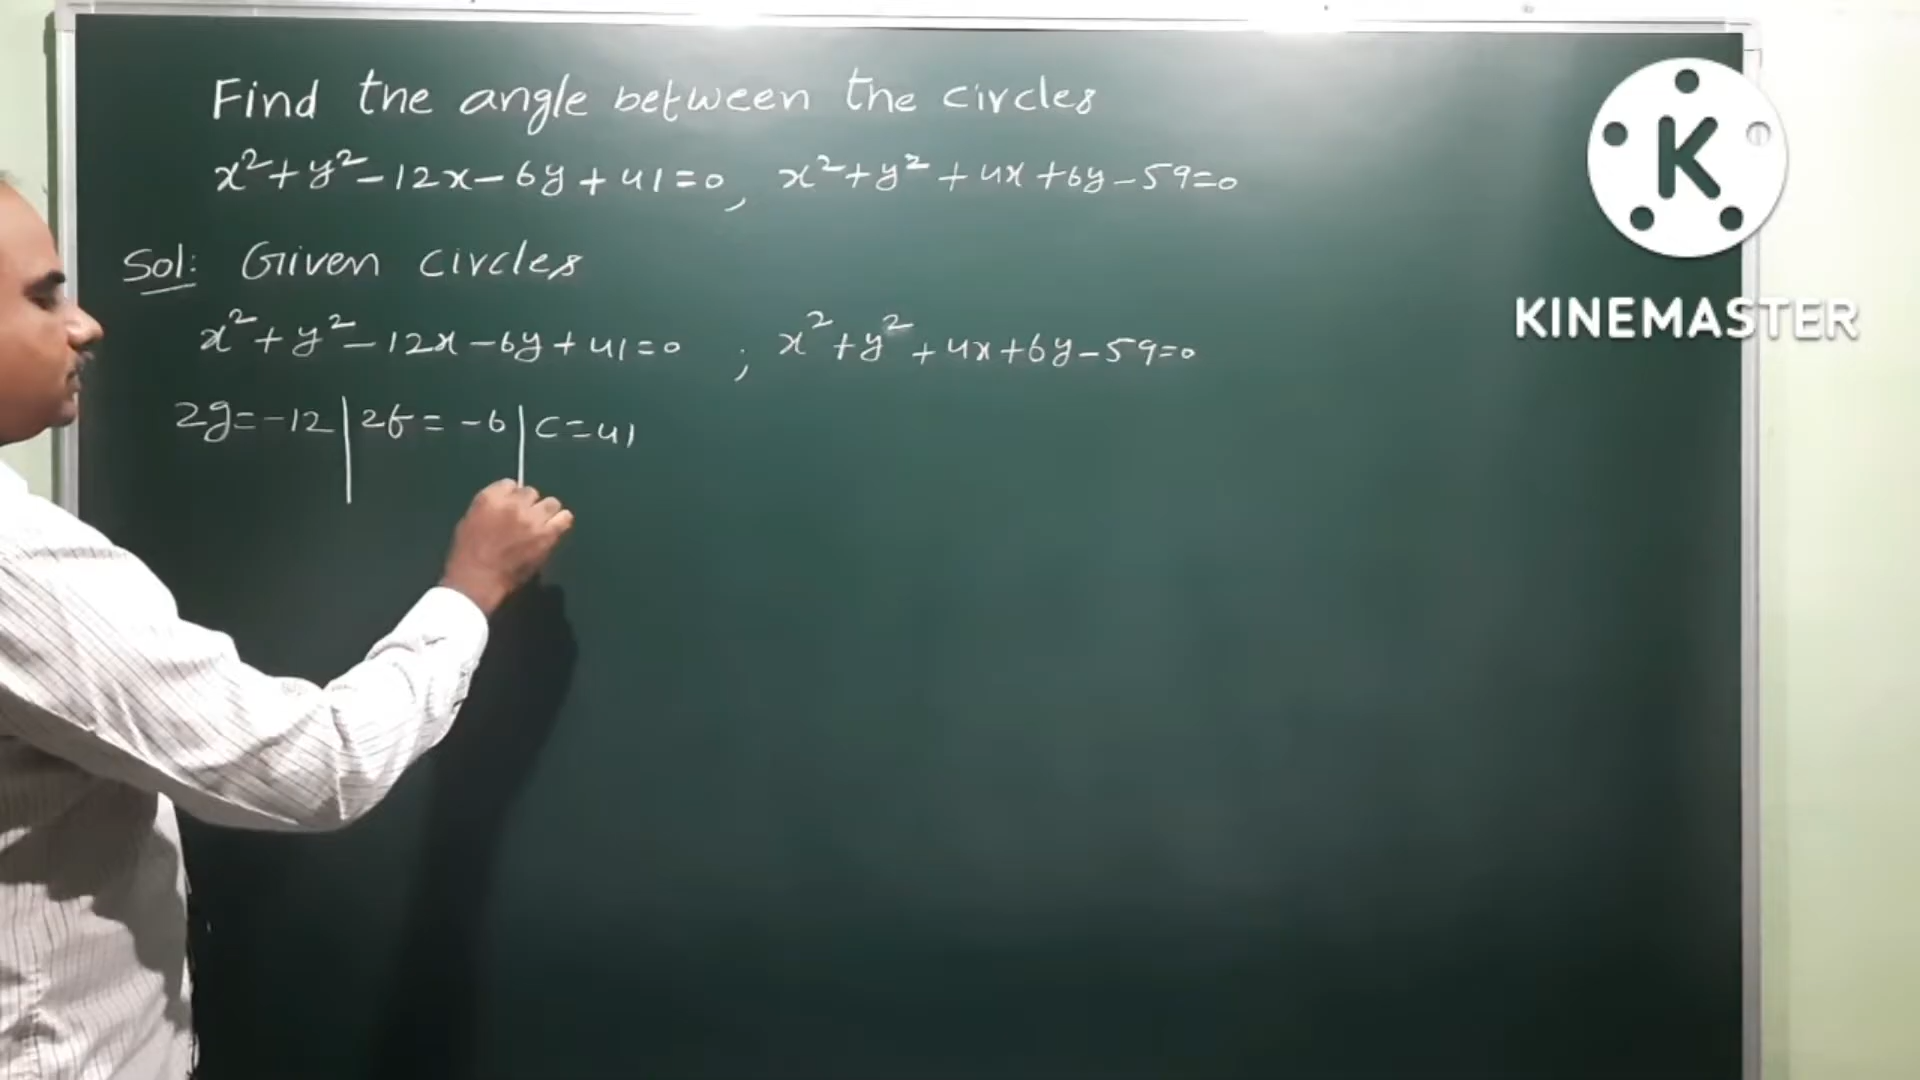 Find the angle between the circles
x²+y²-12x-6y+41=0, x²+y²+4x+6y-59=0
Sol: Given circles
x²+y²-12x-6y+41=0 ; x²+y²+4x+6y-59=0
2g=-12 | 2f=-6 | c=41
K
KINEMASTER